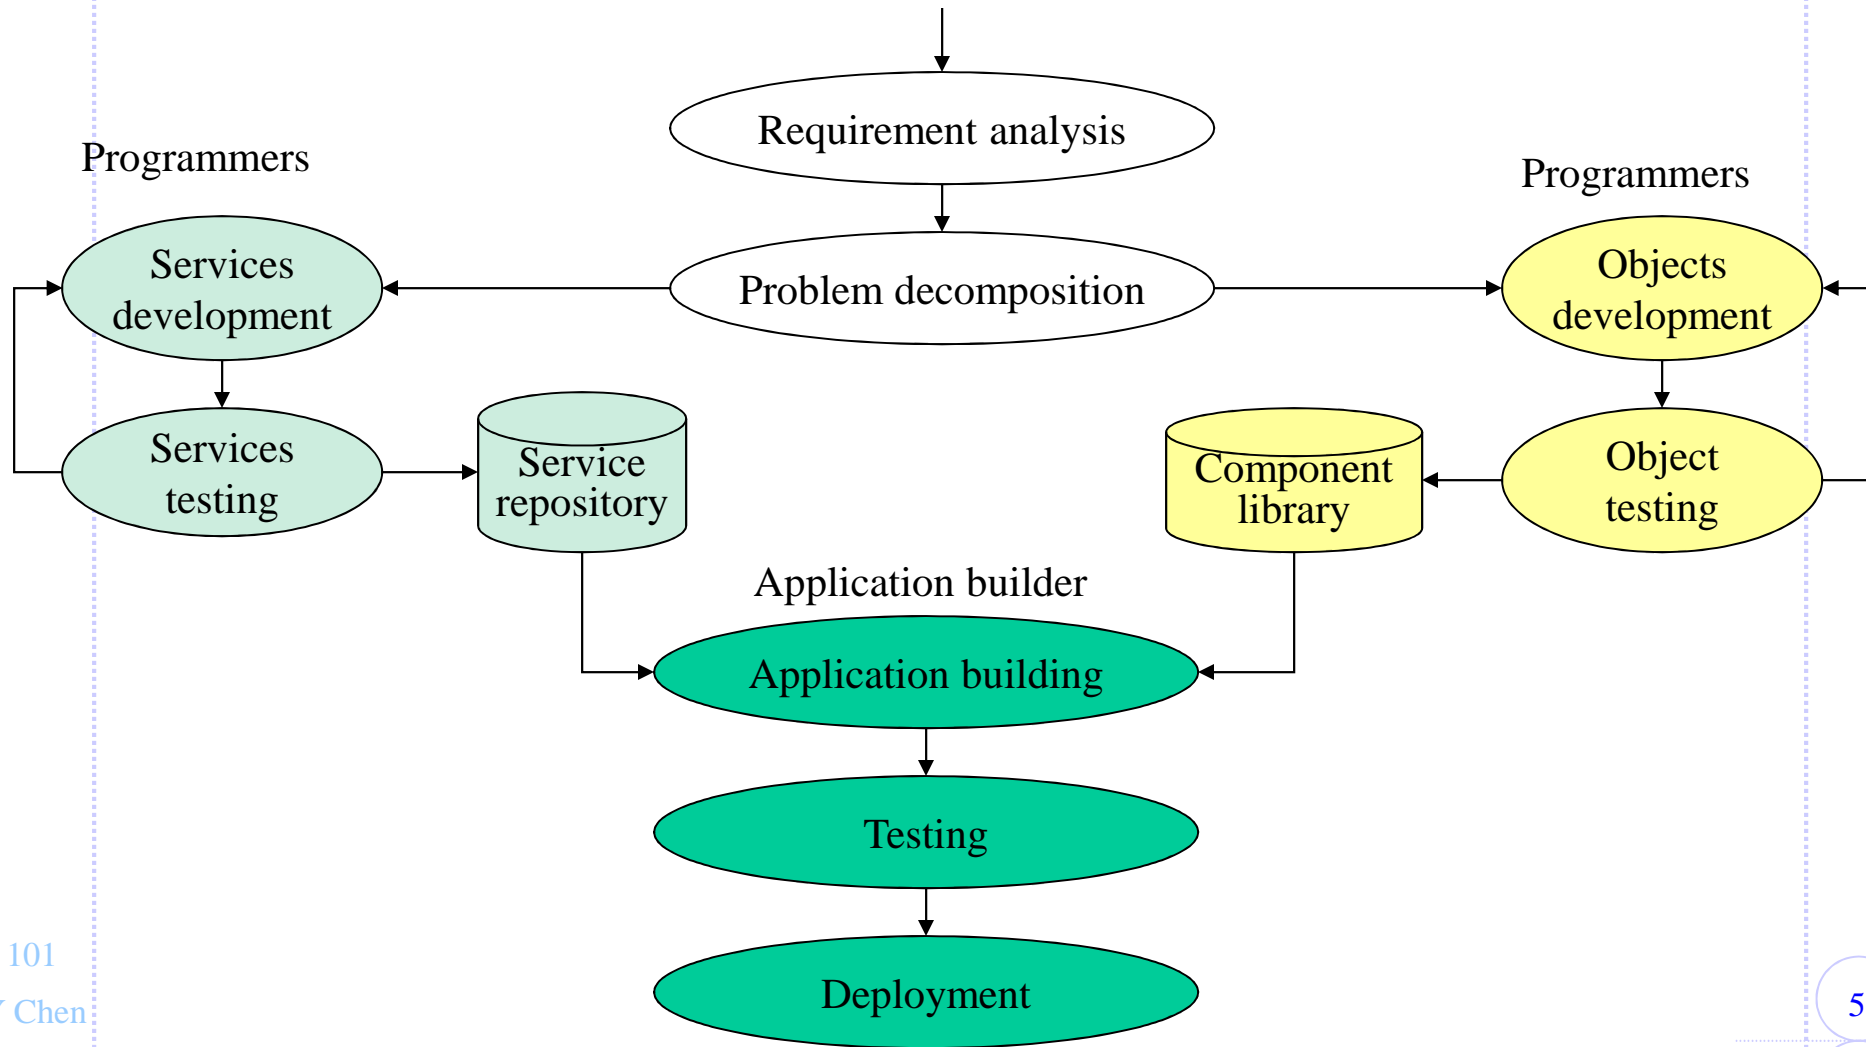 Requirement analysis
Programmers
Programmers
Services
development
Problem decomposition
Objects
development
Services
testing
Service
repository
Component
library
Object
testing
Application builder
Application building
Testing
Deployment
101
Chen
5